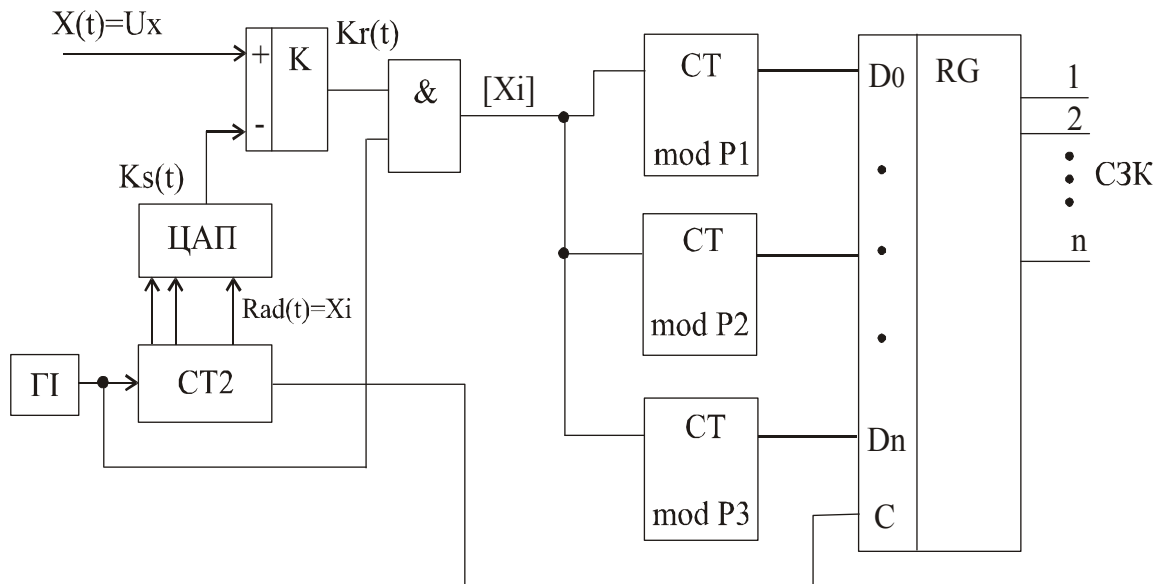 X(t)=Ux
+
K
-
Kr(t)
&
[Xi]
Ks(t)
ЦАП
Rad(t)=Xi
ГІ
CT2
CT
mod P1
CT
mod P2
CT
mod P3
D0
Dn
C
RG
1
2
n
СЗК